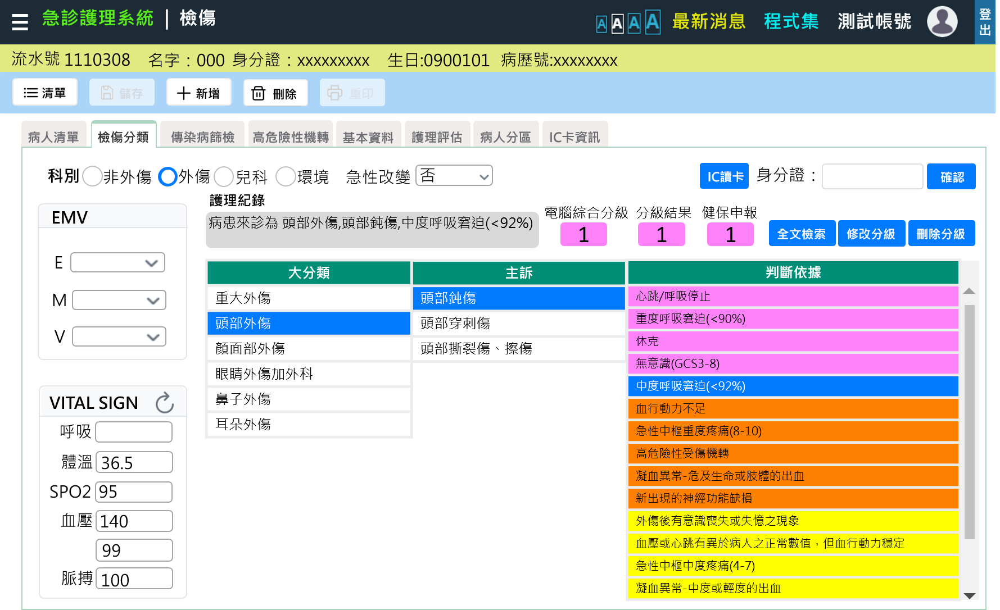 急診護理系統 | 檢傷
A A A A 最新消息 程式集 測試帳號 登出
流水號 1110308 名字：000 身分證：xxxxxxxxx 生日:0900101 病歷號:xxxxxxxx
清單 儲存 新增 刪除 重印
病人清單 檢傷分類 傳染病篩檢 高危險性機轉 基本資料 護理評估 病人分區 IC卡資訊
科別 非外傷 外傷 兒科 環境 急性改變 否 IC讀卡 身分證： 確認
護理紀錄
病患來診為 頭部外傷,頭部鈍傷,中度呼吸窘迫(<92%)
電腦綜合分級 分級結果 健保申報
1 1 1
全文檢索 修改分級 刪除分級
EMV
E
M
V
VITAL SIGN
呼吸
體溫 36.5
SPO2 95
血壓 140
99
脈搏 100
大分類
重大外傷
頭部外傷
顏面部外傷
眼睛外傷加外科
鼻子外傷
耳朵外傷
主訴
頭部鈍傷
頭部穿刺傷
頭部撕裂傷、擦傷
判斷依據
心跳/呼吸停止
重度呼吸窘迫(<90%)
休克
無意識(GCS3-8)
中度呼吸窘迫(<92%)
血行動力不足
急性中樞重度疼痛(8-10)
高危險性受傷機轉
凝血異常-危及生命或肢體的出血
新出現的神經功能缺損
外傷後有意識喪失或失憶之現象
血壓或心跳有異於病人之正常數值，但血行動力穩定
急性中樞中度疼痛(4-7)
凝血異常-中度或輕度的出血